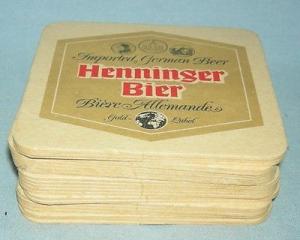 Imported German Beer
Henninger
Bier
Bière Allemande
Gold Label